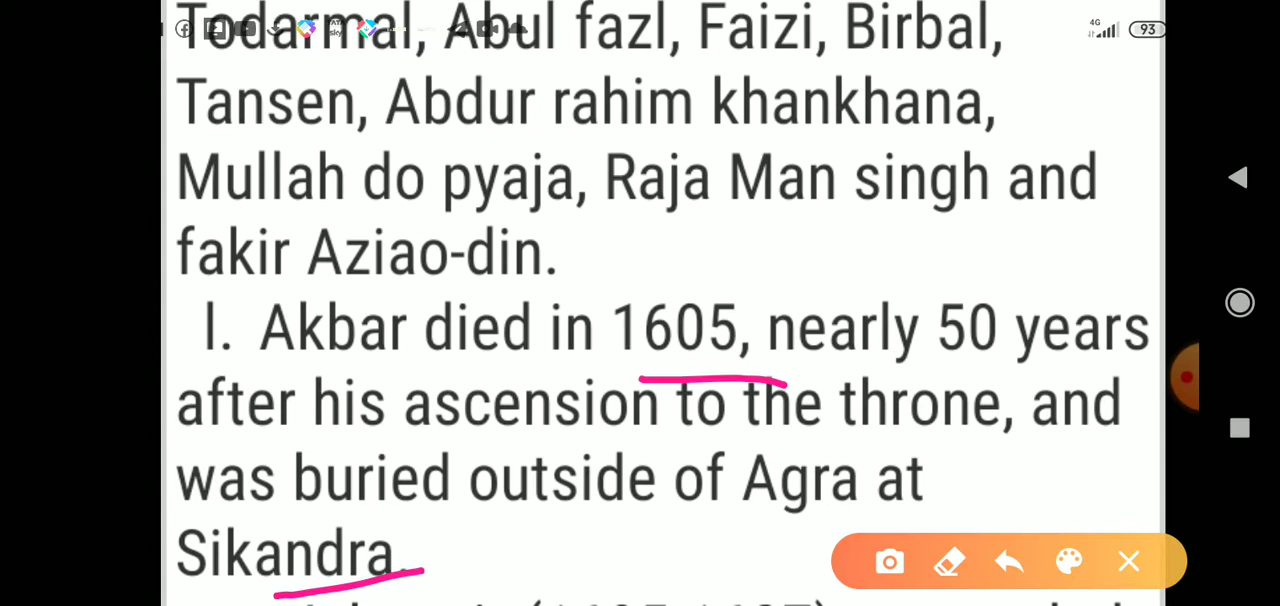 Todarmal, Abul fazl, Faizi, Birbal,
4G
93
Tansen, Abdur rahim khankhana,
Mullah do pyaja, Raja Man singh and
fakir Aziao-din.
l. Akbar died in 1605, nearly 50 years
after his ascension to the throne, and
was buried outside of Agra at
Sikandra.